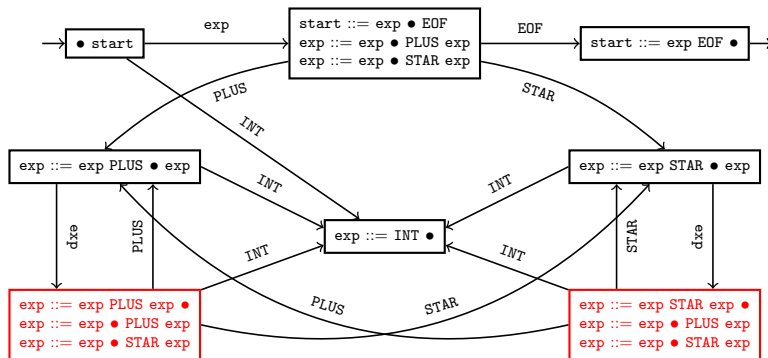 exp
● start
start ::= exp ● EOF
exp ::= exp ● PLUS exp
exp ::= exp ● STAR exp
EOF
start ::= exp EOF ●
PLUS
INT
STAR
exp ::= exp PLUS ● exp
exp ::= exp STAR ● exp
INT
INT
exp
PLUS
exp ::= INT ●
STAR
exp
INT
INT
exp ::= exp PLUS exp ●
exp ::= exp ● PLUS exp
exp ::= exp ● STAR exp
PLUS
STAR
exp ::= exp STAR exp ●
exp ::= exp ● PLUS exp
exp ::= exp ● STAR exp